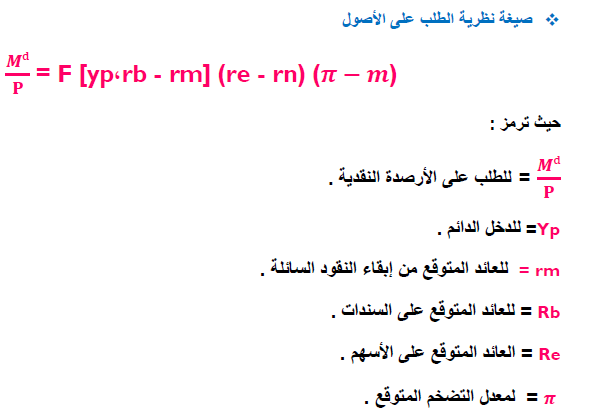 ❖ صيغة نظرية الطلب على الأصول
Mᵈ/P = F [yp، rb - rm] (re - rn) (π − m)
حيث ترمز :
Mᵈ/P = للطلب على الأرصدة النقدية .
Yp= للدخل الدائم .
rm = للعائد المتوقع من إبقاء النقود السائلة .
Rb = للعائد المتوقع على السندات .
Re = العائد المتوقع على الأسهم .
π = لمعدل التضخم المتوقع .